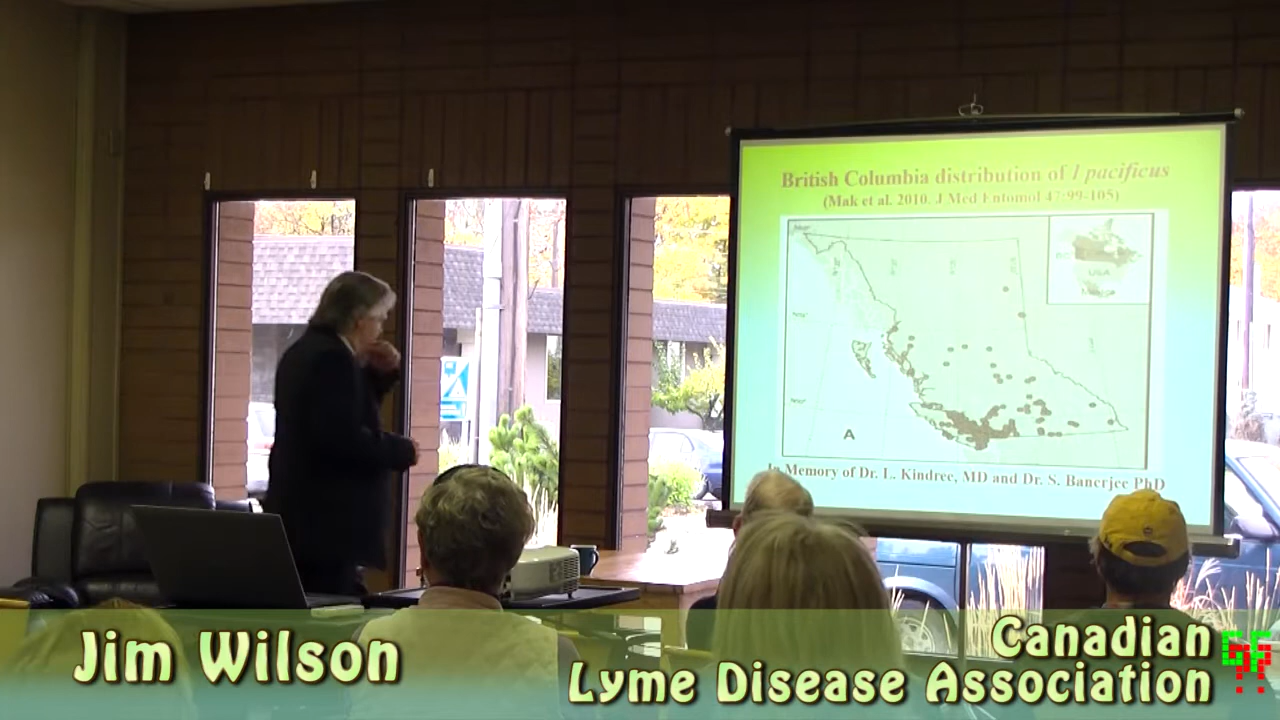 British Columbia distribution of I pacificus
(Mak et al. 2010. J Med Entomol 47:99-105)
USA
A
In Memory of Dr. L. Kindree, MD and Dr. S. Banerjee PhD
Jim Wilson
Canadian
Lyme Disease Association